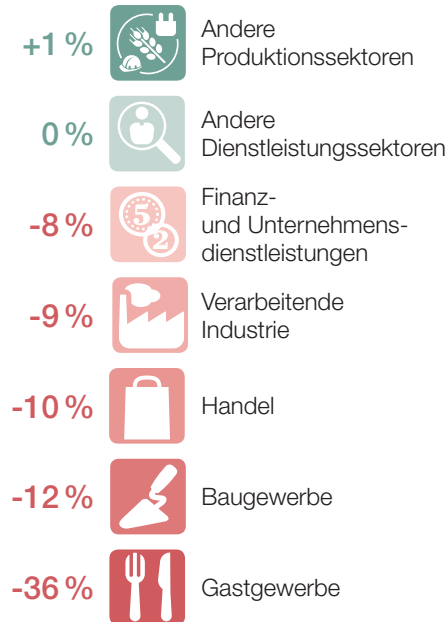 +1 %
Andere
Produktionssektoren
0 %
Andere
Dienstleistungssektoren
-8 %
5
2
Finanz-
und Unternehmens-
dienstleistungen
-9 %
Verarbeitende
Industrie
-10 %
Handel
-12 %
Baugewerbe
-36 %
Gastgewerbe